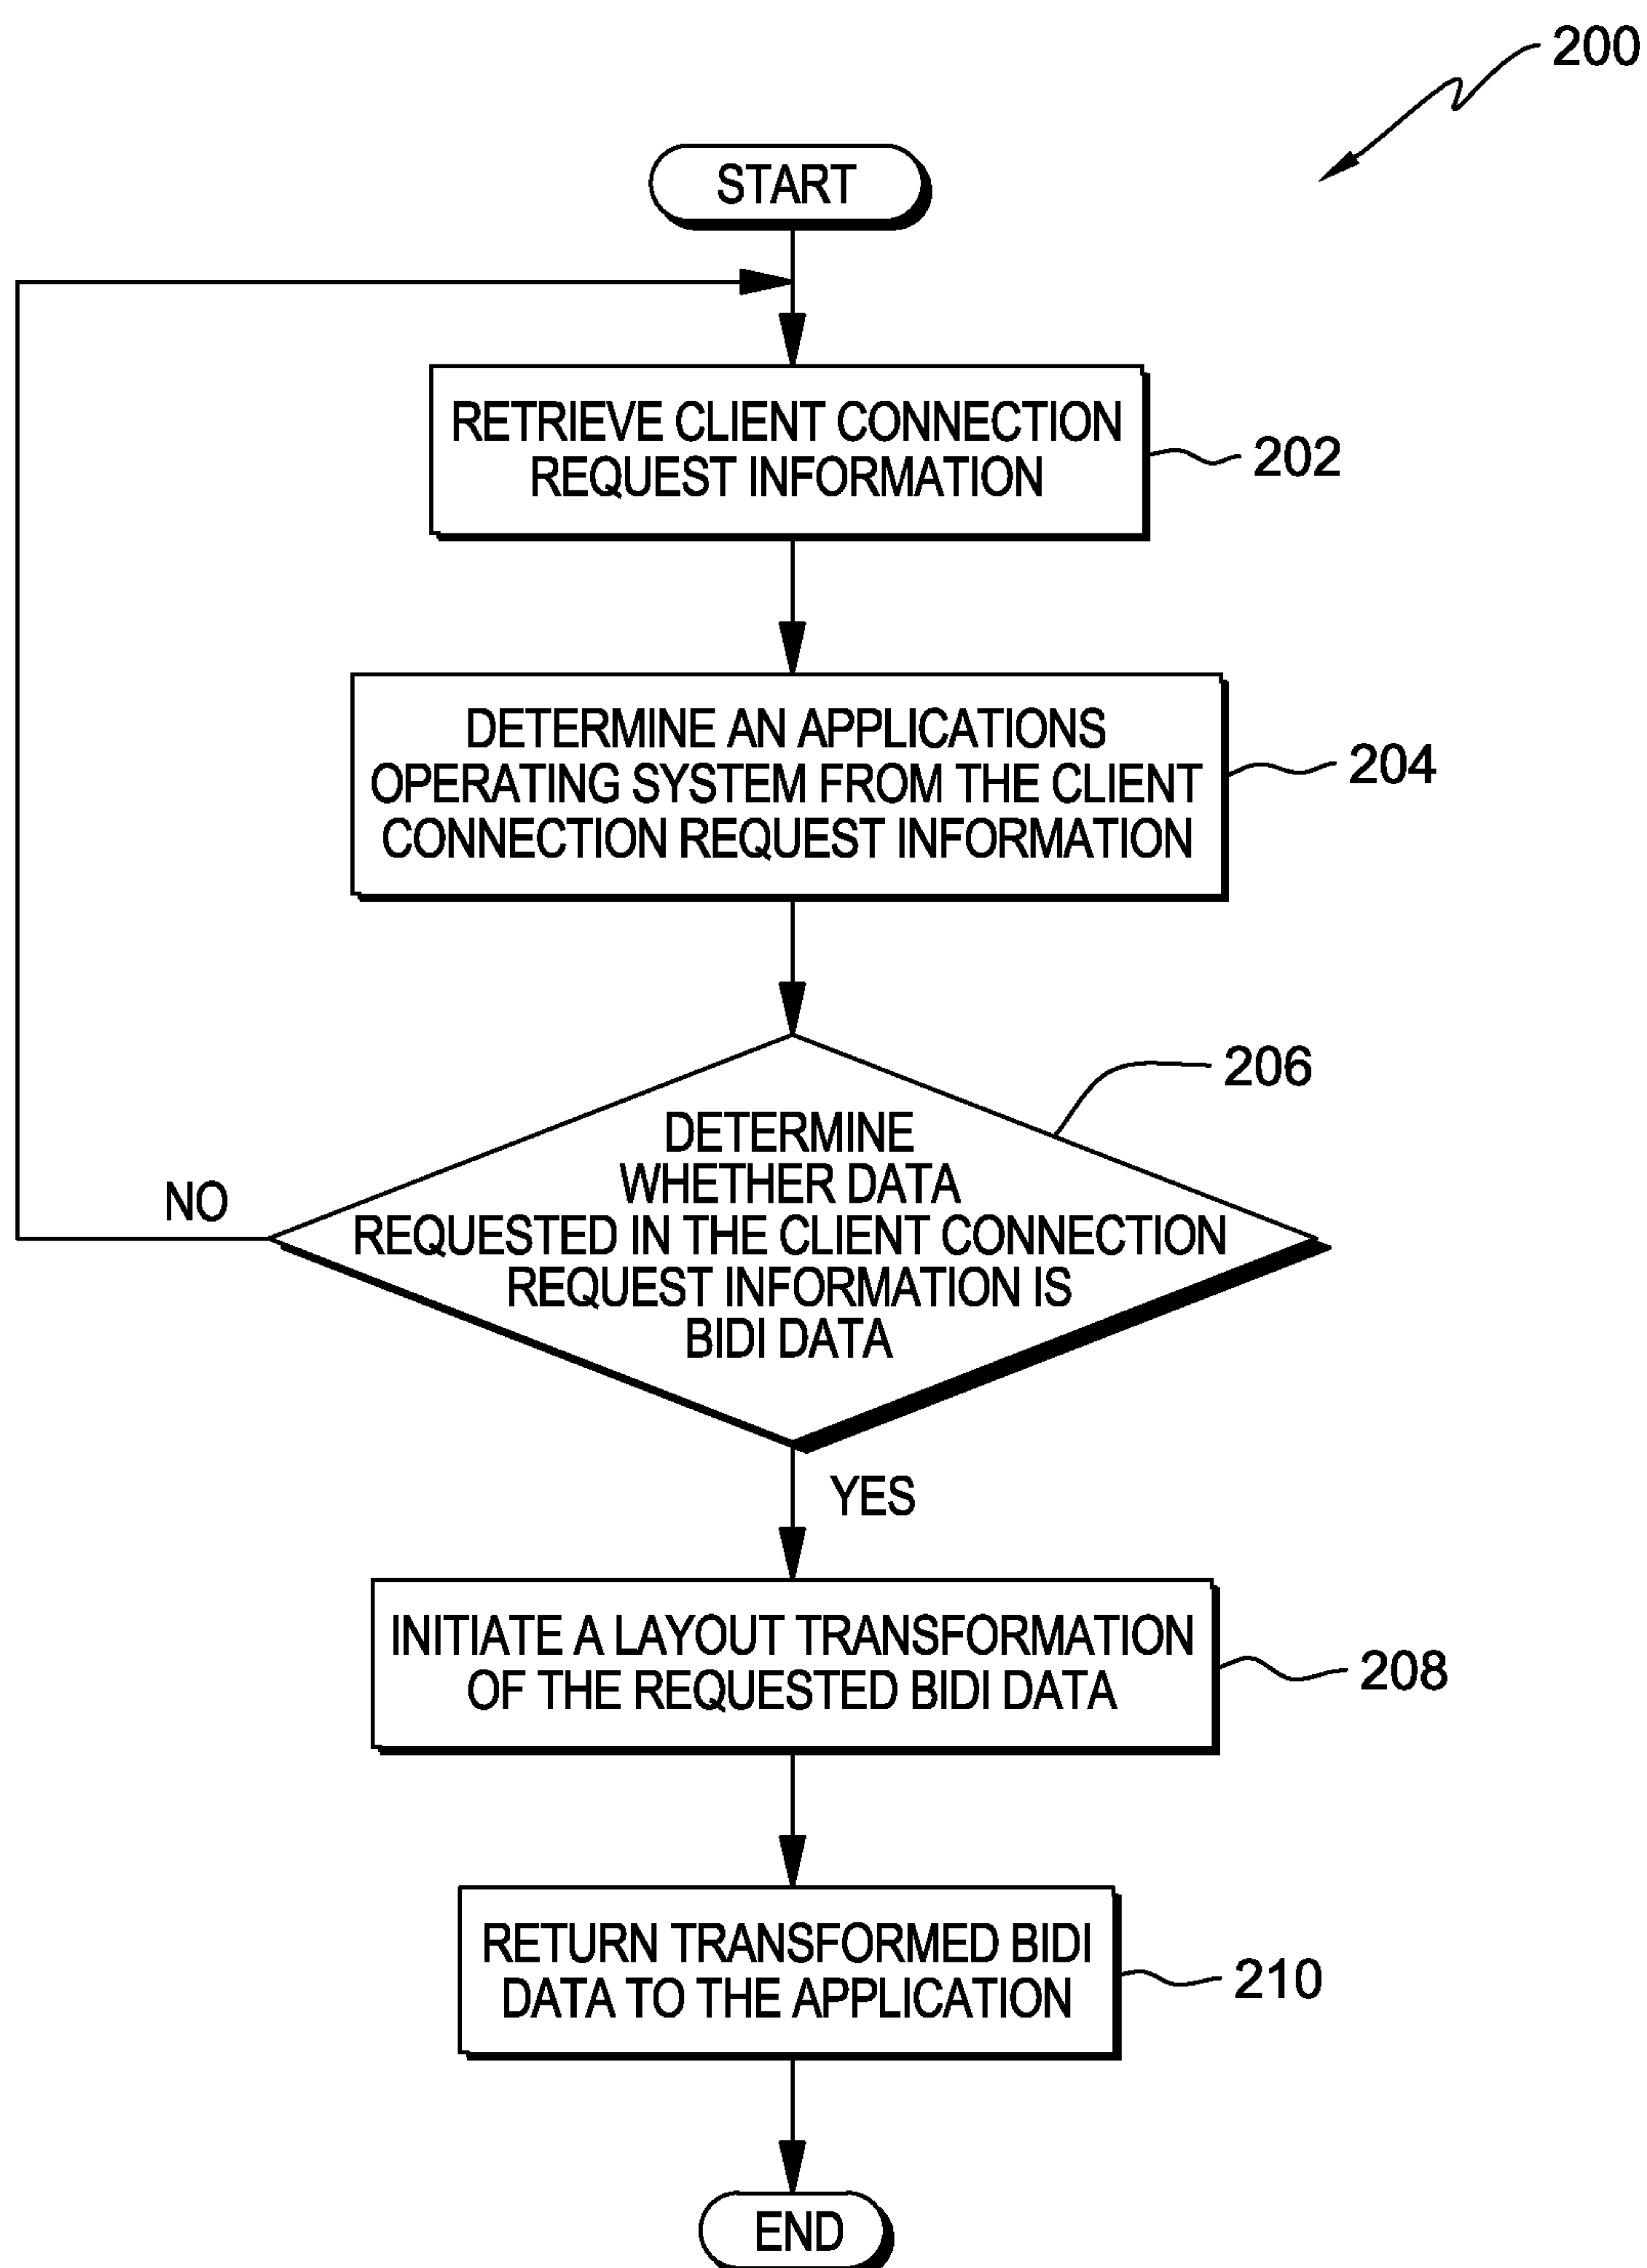 200
START
RETRIEVE CLIENT CONNECTION
REQUEST INFORMATION
202
DETERMINE AN APPLICATIONS
OPERATING SYSTEM FROM THE CLIENT
CONNECTION REQUEST INFORMATION
204
206
DETERMINE
WHETHER DATA
REQUESTED IN THE CLIENT CONNECTION
REQUEST INFORMATION IS
BIDI DATA
NO
YES
INITIATE A LAYOUT TRANSFORMATION
OF THE REQUESTED BIDI DATA
208
RETURN TRANSFORMED BIDI
DATA TO THE APPLICATION
210
END